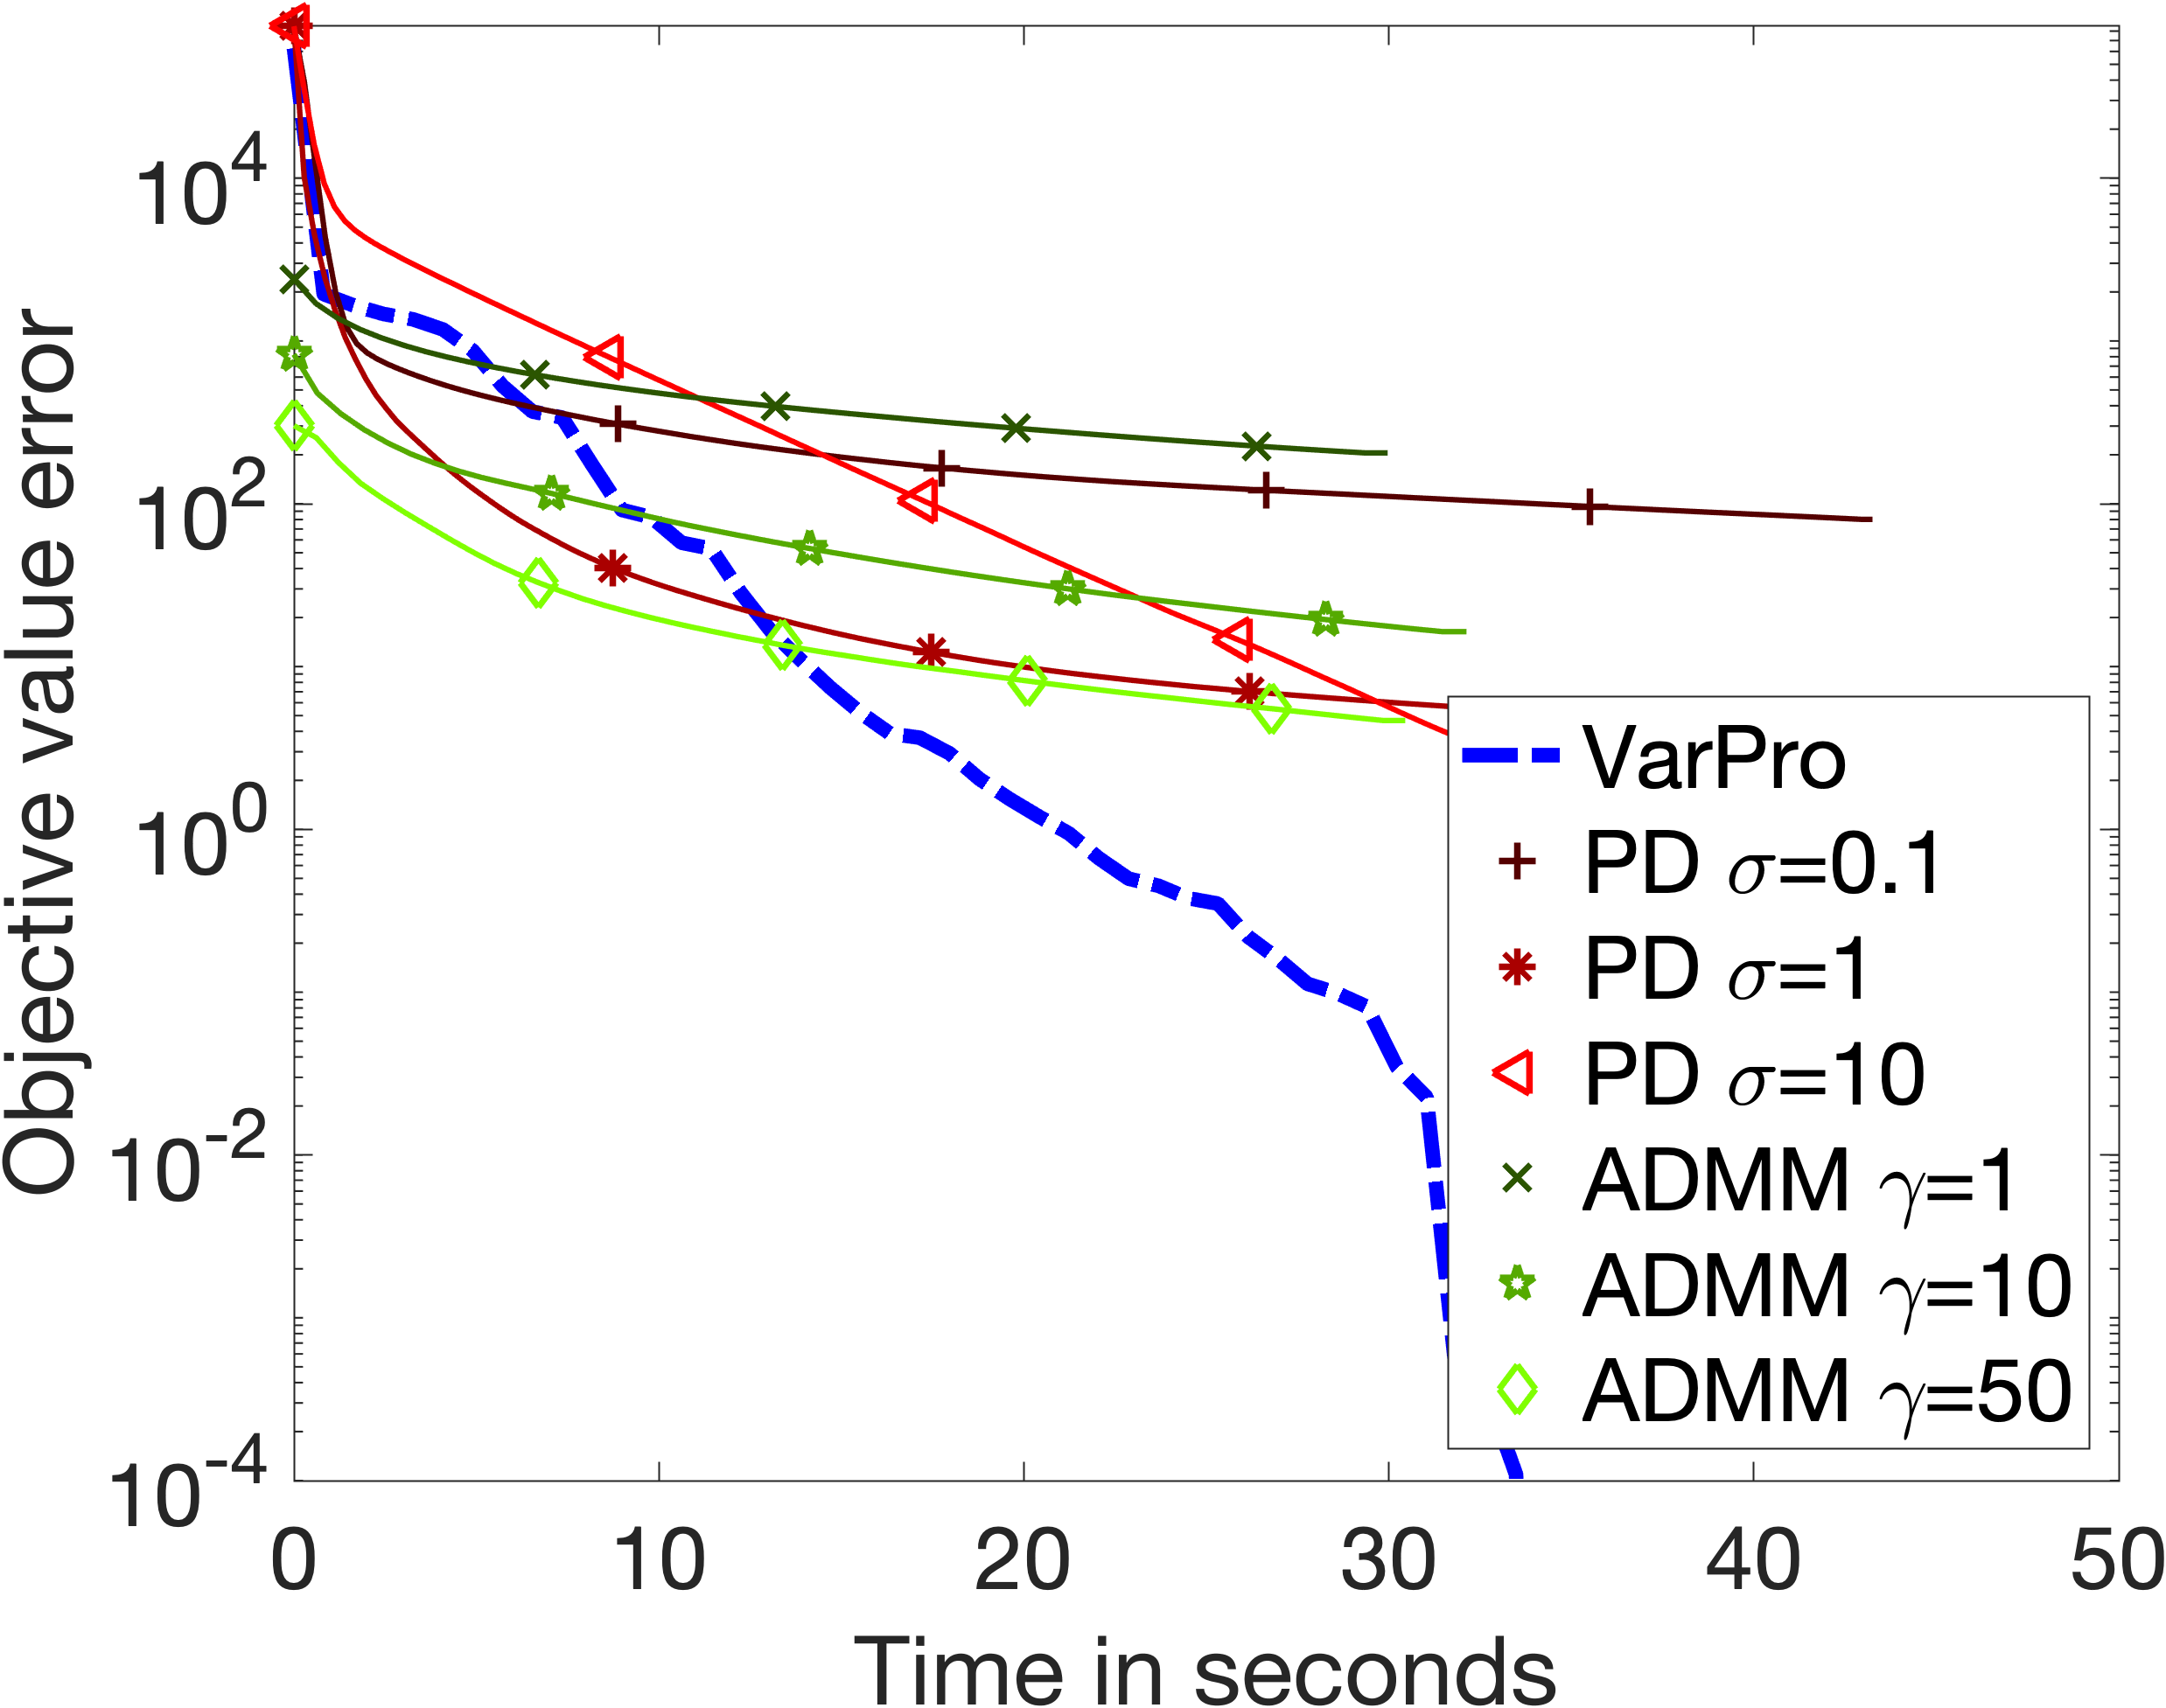 Objective value error
10^4
10^2
10^0
10^-2
10^-4
VarPro
PD σ=0.1
PD σ=1
PD σ=10
ADMM γ=1
ADMM γ=10
ADMM γ=50
0 10 20 30 40 50
Time in seconds